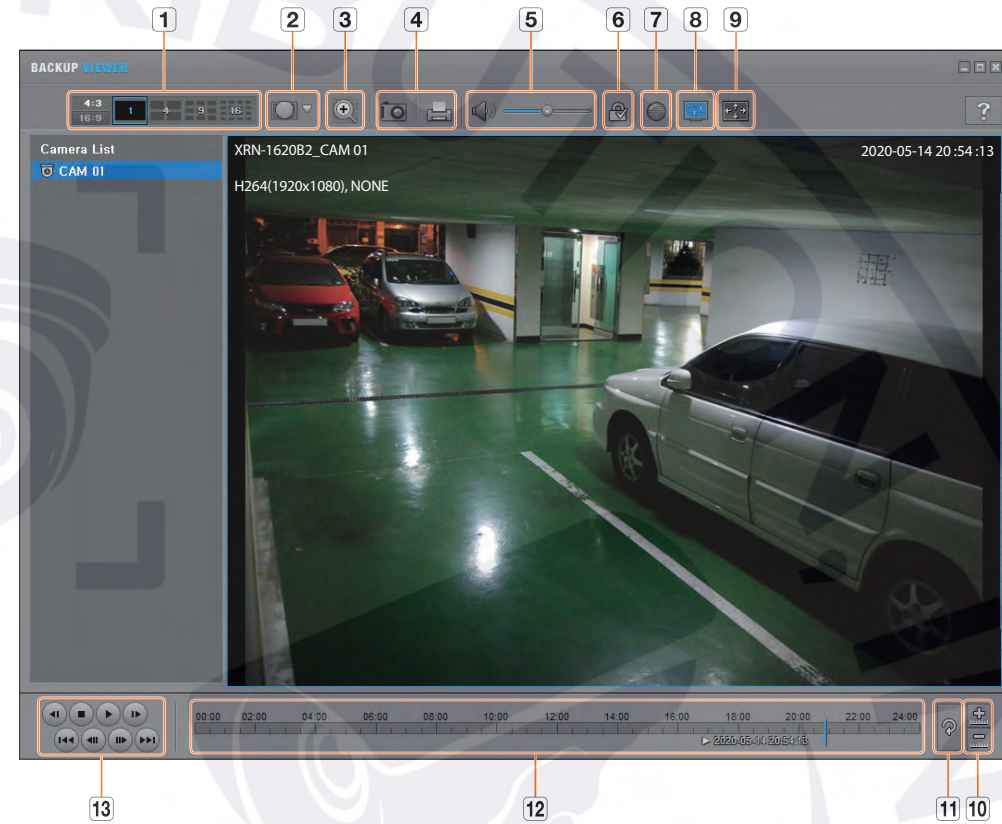 1 2 3 4 5 6 7 8 9
BACKUP VIEWER
4:3
16:9
1 4 9 16
?
Camera List
CAM 01
XRN-1620B2_CAM 01
2020-05-14 20 :54 :13
H264(1920x1080), NONE
00:00 02:00 04:00 06:00 08:00 10:00 12:00 14:00 16:00 18:00 20:00 22:00 24:00
2020-05-14 20:54:13
13 12 11 10